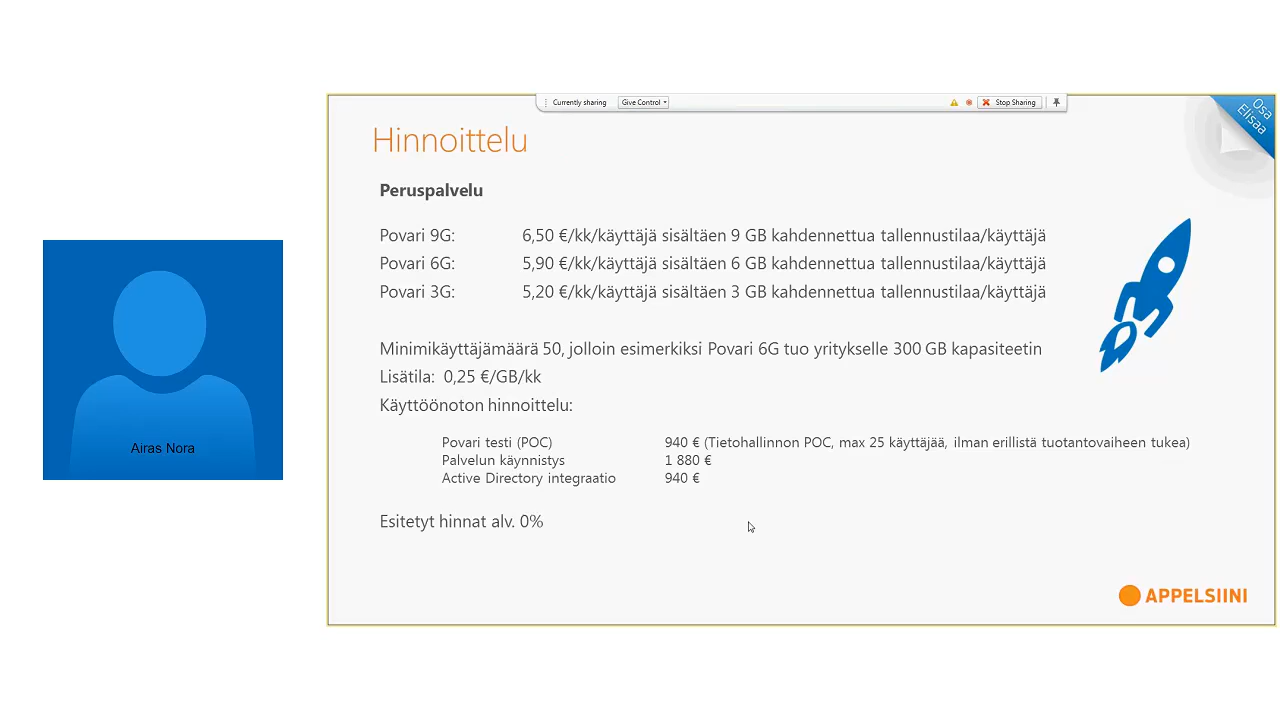 Currently sharing
Give Control
Stop Sharing
Osa
Elisaa
Hinnoittelu
Peruspalvelu
Povari 9G: 6,50 €/kk/käyttäjä sisältäen 9 GB kahdennettua tallennustilaa/käyttäjä
Povari 6G: 5,90 €/kk/käyttäjä sisältäen 6 GB kahdennettua tallennustilaa/käyttäjä
Povari 3G: 5,20 €/kk/käyttäjä sisältäen 3 GB kahdennettua tallennustilaa/käyttäjä
Minimikäyttäjämäärä 50, jolloin esimerkiksi Povari 6G tuo yritykselle 300 GB kapasiteetin
Lisätila: 0,25 €/GB/kk
Käyttöönoton hinnoittelu:
Povari testi (POC) 940 € (Tietohallinnon POC, max 25 käyttäjää, ilman erillistä tuotantovaiheen tukea)
Palvelun käynnistys 1 880 €
Active Directory integraatio 940 €
Esitetyt hinnat alv. 0%
APPELSIINI
Airas Nora